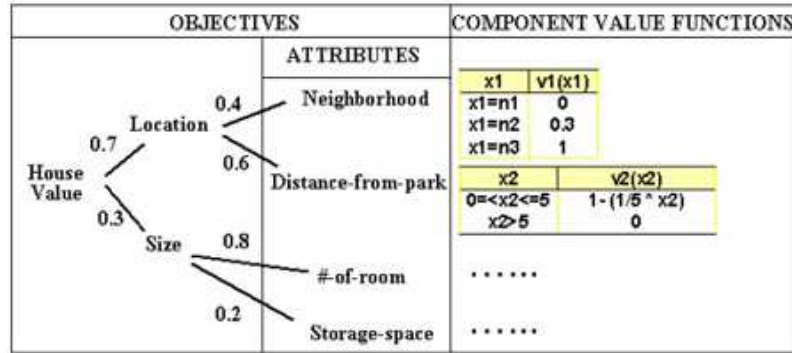 OBJECTIVES
COMPONENT VALUE FUNCTIONS
ATTRIBUTES
x1 v1(x1)
x1=n1 0
x1=n2 0.3
x1=n3 1
0.4
Neighborhood
Location
0.7
0.6
House
Value
Distance-from-park
x2 v2(x2)
0=<x2<=5 1 - (1/5 * x2)
x2>5 0
0.3
Size
0.8
#-of-room
......
0.2
Storage-space
......